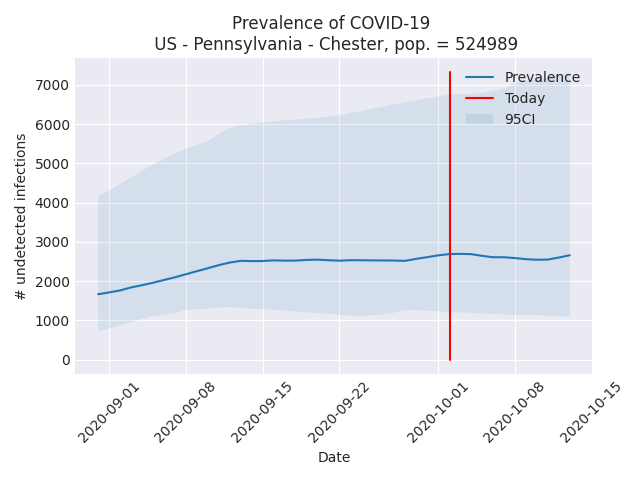 Prevalence of COVID-19
US - Pennsylvania - Chester, pop. = 524989
7000
6000
5000
4000
3000
2000
1000
0
# undetected infections
Prevalence
Today
95CI
2020-09-01
2020-09-08
2020-09-15
2020-09-22
2020-10-01
2020-10-08
2020-10-15
Date